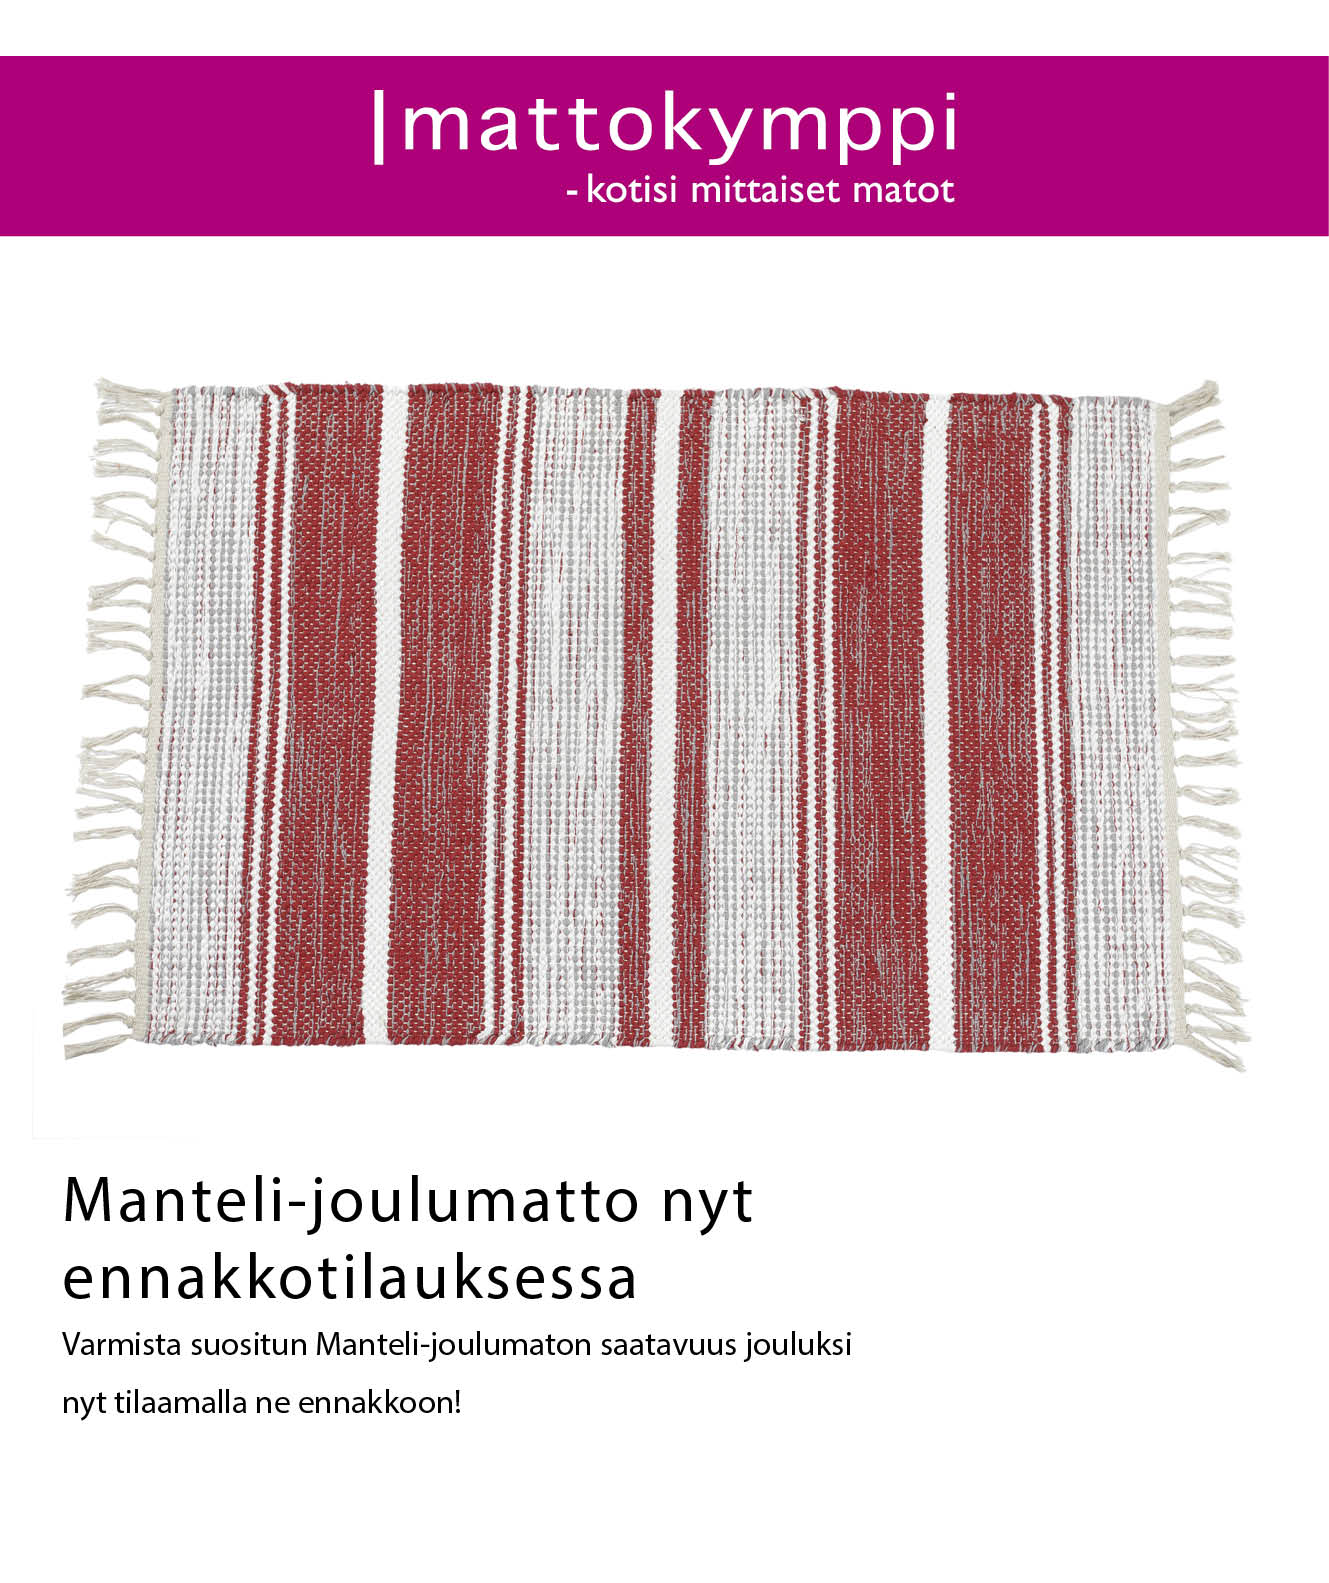 mattokymppi
- kotisi mittaiset matot
Manteli-joulumatto nyt
ennakkotilauksessa
Varmista suositun Manteli-joulumaton saatavuus jouluksi
nyt tilaamalla ne ennakkoon!